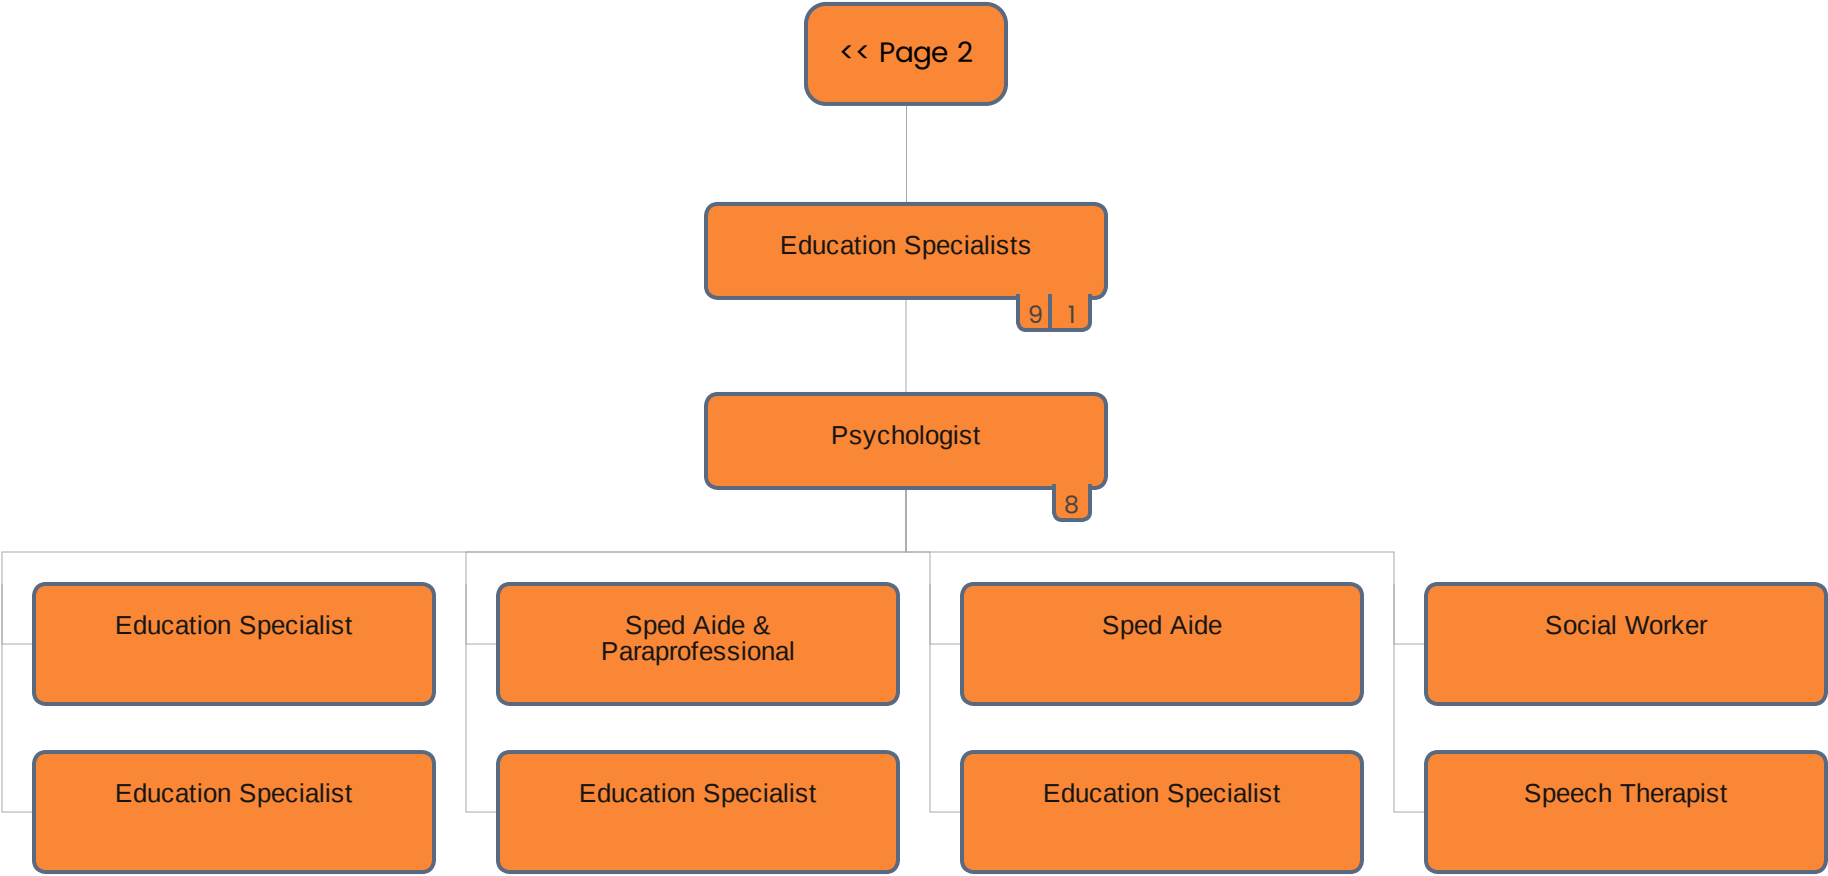 << Page 2
Education Specialists
9 1
Psychologist
8
Education Specialist
Sped Aide &
Paraprofessional
Sped Aide
Social Worker
Education Specialist
Education Specialist
Education Specialist
Speech Therapist